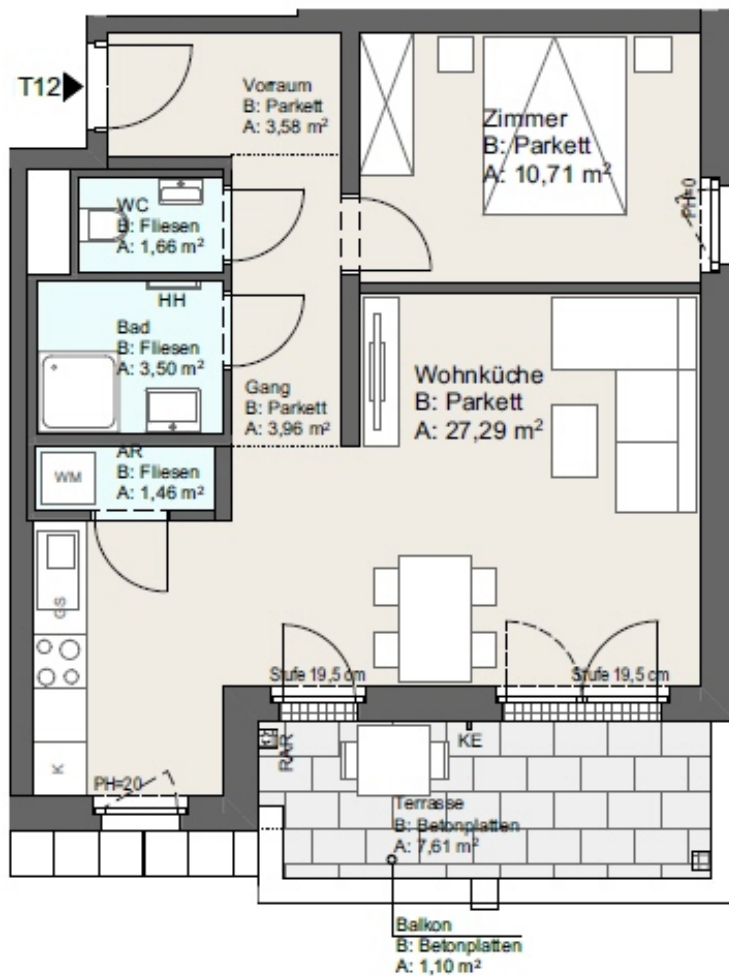 T12
Vorraum
B: Parkett
A: 3,58 m²
Zimmer
B: Parkett
A: 10,71 m²
PH=0
WC
B: Fliesen
A: 1,66 m²
HH
Bad
B: Fliesen
A: 3,50 m²
Gang
B: Parkett
A: 3,96 m²
Wohnküche
B: Parkett
A: 27,29 m²
AR
B: Fliesen
A: 1,46 m²
WM
GS
K
PH=20
Stufe 19,5 cm
Stufe 19,5 cm
RAR
KE
Terrasse
B: Betonplatten
A: 7,61 m²
Balkon
B: Betonplatten
A: 1,10 m²